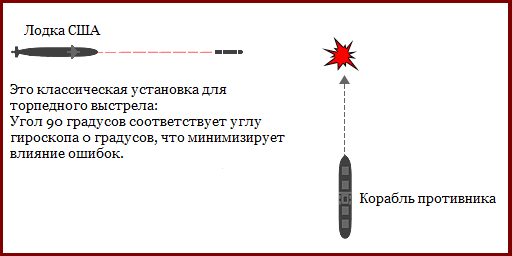 Лодка США
Это классическая установка для
торпедного выстрела:
Угол 90 градусов соответствует углу
гироскопа 0 градусов, что минимизирует
влияние ошибок.
Корабль противника